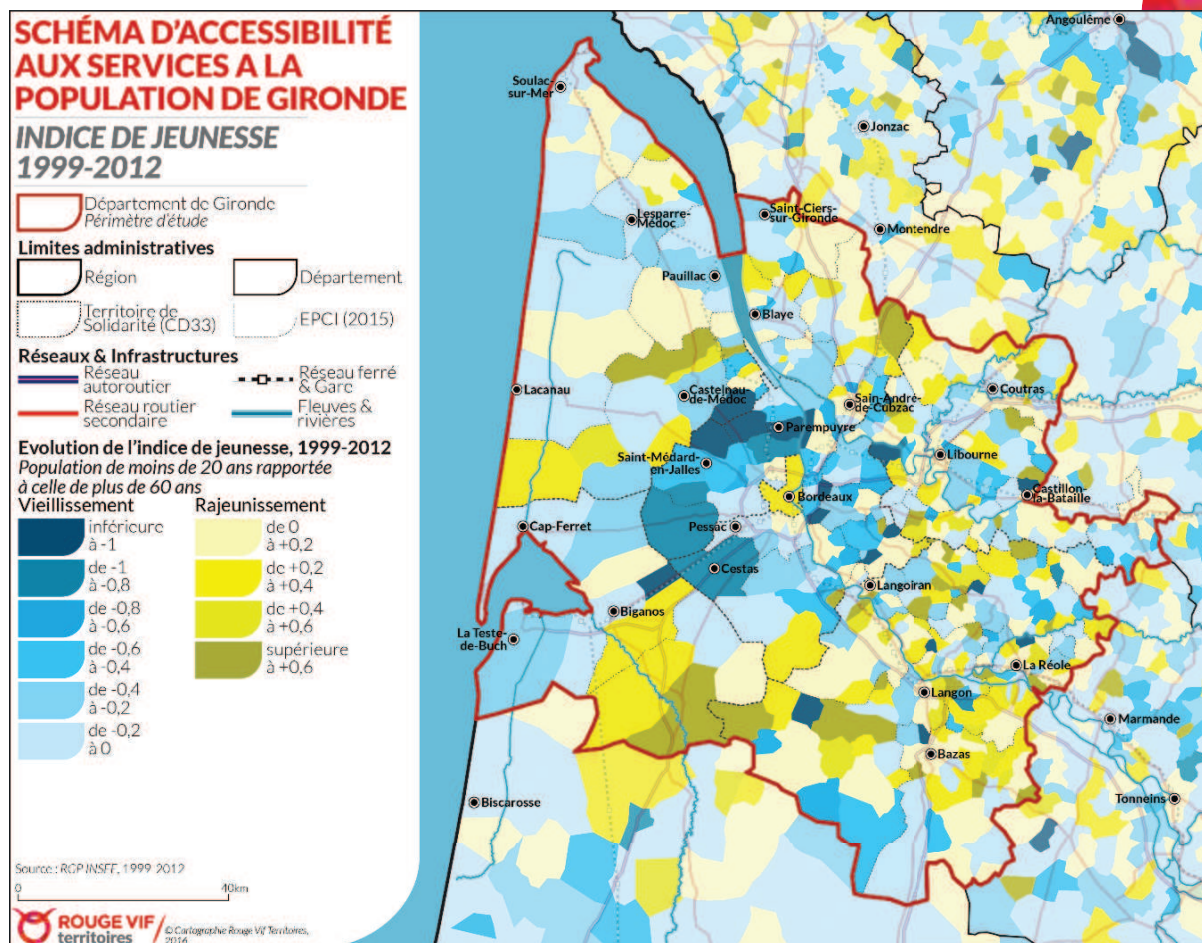 SCHÉMA D'ACCESSIBILITÉ
AUX SERVICES A LA
POPULATION DE GIRONDE
INDICE DE JEUNESSE
1999-2012
Département de Gironde
Périmètre d'étude
Limites administratives
Région
Département
Territoire de
Solidarité (CD33)
EPCI (2015)
Réseaux & Infrastructures
Réseau
autoroutier
Réseau ferré
& Gare
Réseau routier
secondaire
Fleuves &
rivières
Evolution de l'indice de jeunesse, 1999-2012
Population de moins de 20 ans rapportée
à celle de plus de 60 ans
Vieillissement
inférieure
à -1
de -1
à -0,8
de -0,8
à -0,6
de -0,6
à -0,4
de -0,4
à -0,2
de -0,2
à 0
Rajeunissement
de 0
à +0,2
de +0,2
à +0,4
de +0,4
à +0,6
supérieure
à +0,6
Source : RGP INSEE, 1999-2012
0 40km
ROUGE VIF
territoires
© Cartographie Rouge Vif Territoires,
2016
Angoulême
Soulac-
sur-Mer
Jonzac
Lesparre-
Médoc
Saint-Ciers-
sur-Gironde
Montendre
Pauillac
Blaye
Lacanau
Castelnau-
de-Médoc
Sain-André-
de-Cubzac
Coutras
Parempuyre
Saint-Médard-
en-Jalles
Libourne
Bordeaux
Castillon-
la-Bataille
Cap-Ferret
Pessac
Cestas
Langoiran
Biganos
La Teste-
de-Buch
La Réole
Langon
Marmande
Bazas
Biscarosse
Tonneins